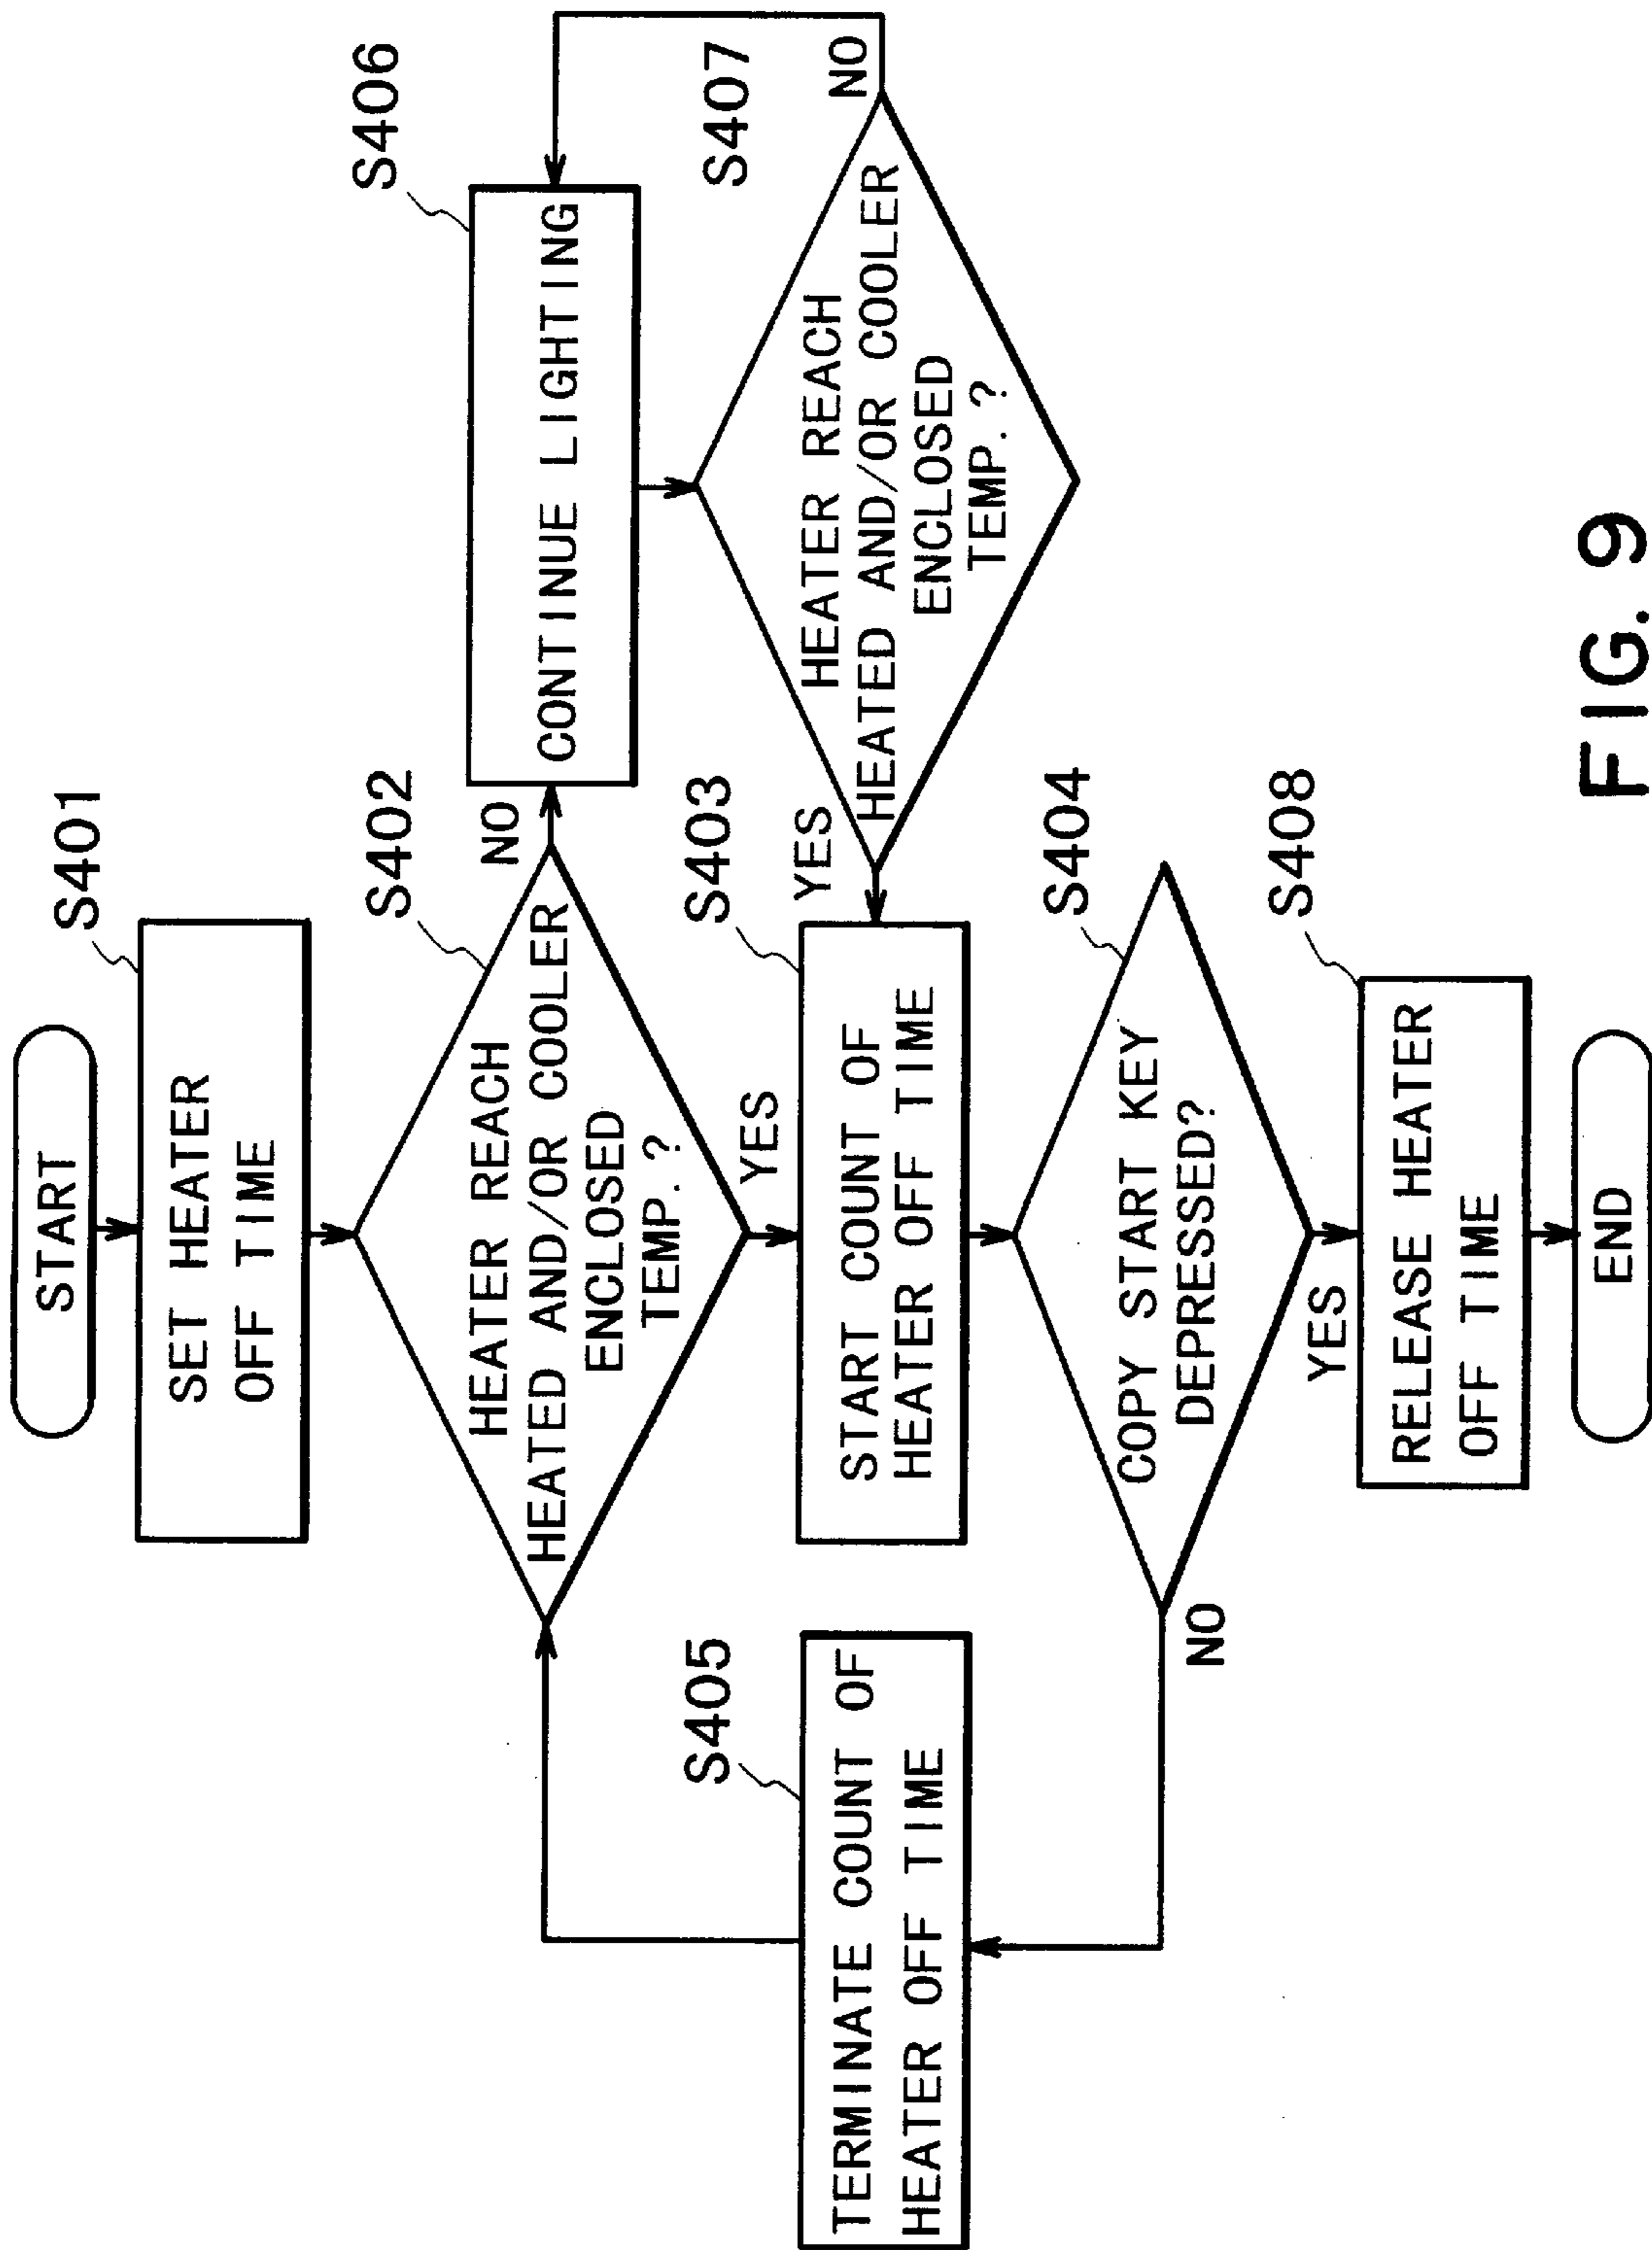 START
S401
SET HEATER
OFF TIME
S402
HEATER REACH
HEATED AND/OR COOLER
ENCLOSED
TEMP.?
NO
YES
S406
CONTINUE LIGHTING
S407
HEATER REACH
HEATED AND/OR COOLER
ENCLOSED
TEMP.?
NO
YES
S403
START COUNT OF
HEATER OFF TIME
S405
TERMINATE COUNT OF
HEATER OFF TIME
S404
COPY START KEY
DEPRESSED?
NO
YES
S408
RELEASE HEATER
OFF TIME
END
FIG. 9